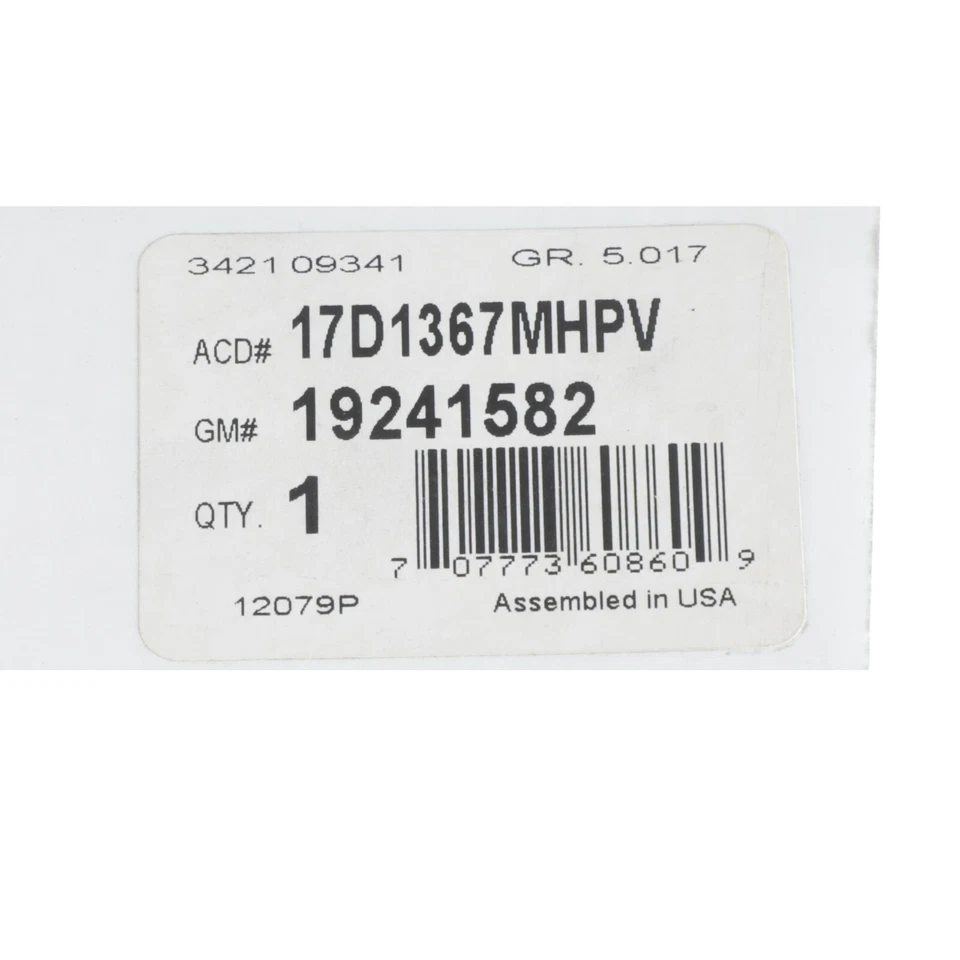 3421 09341 GR. 5.017
ACD# 17D1367MHPV
GM# 19241582
QTY. 1
7 07773 60860 9
12079P Assembled in USA